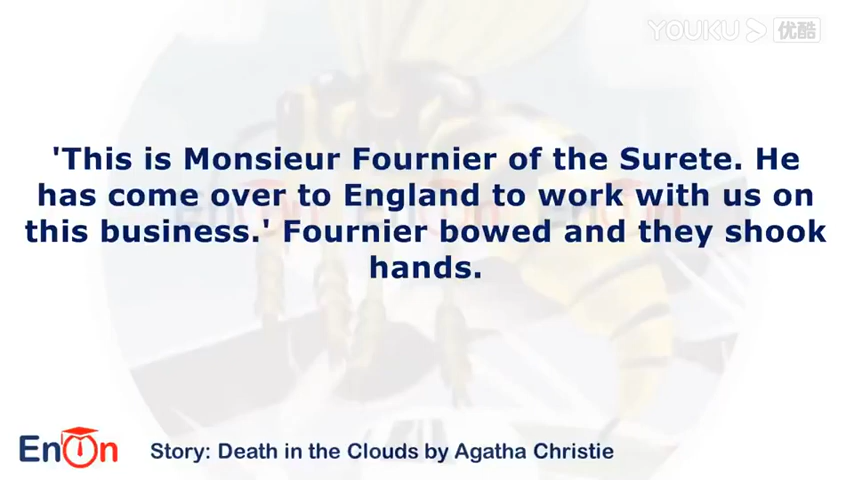 YOUKU 优酷
'This is Monsieur Fournier of the Surete. He
has come over to England to work with us on
this business.' Fournier bowed and they shook
hands.
EnOn
Story: Death in the Clouds by Agatha Christie